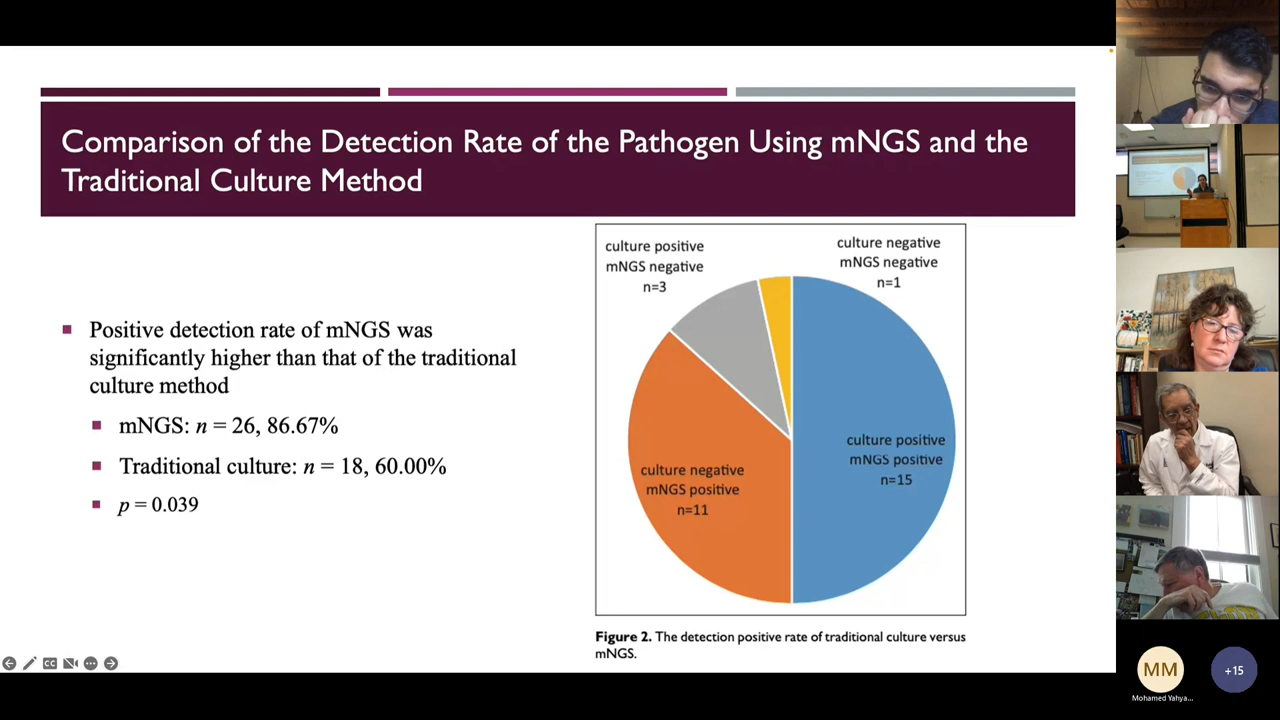 Comparison of the Detection Rate of the Pathogen Using mNGS and the
Traditional Culture Method
Positive detection rate of mNGS was
significantly higher than that of the traditional
culture method
mNGS: n = 26, 86.67%
Traditional culture: n = 18, 60.00%
p = 0.039
culture positive
mNGS negative
n=3
culture negative
mNGS negative
n=1
culture positive
mNGS positive
n=15
culture negative
mNGS positive
n=11
Figure 2. The detection positive rate of traditional culture versus
mNGS.
CC
MM
Mohamed Yahya...
+15